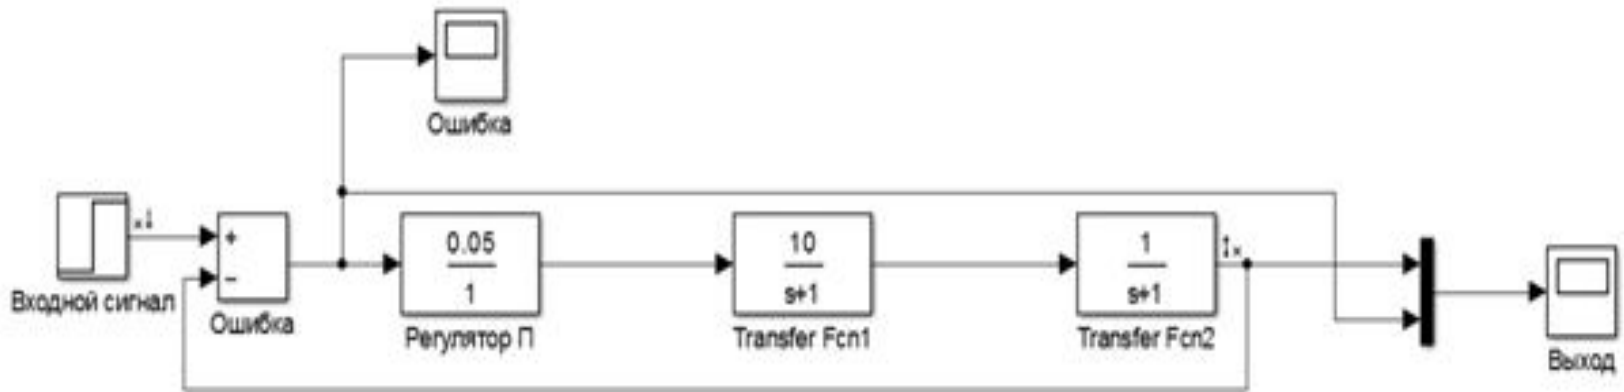 Ошибка
Входной сигнал
+
−
Ошибка
0.05
1
Регулятор П
10
s+1
Transfer Fcn1
1
s+1
Transfer Fcn2
Выход